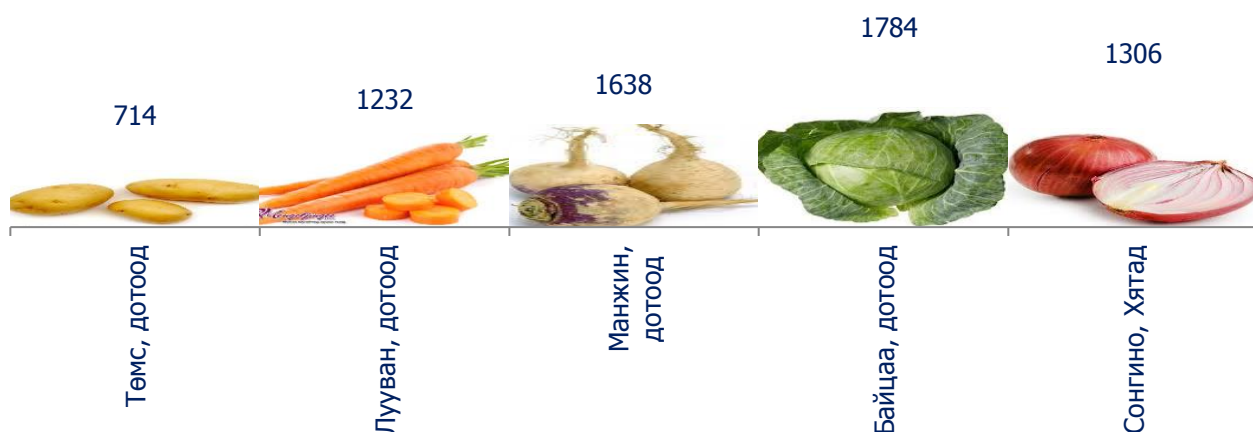 714
1232
1638
1784
1306
Төмс, дотоод
Лууван, дотоод
Манжин,
дотоод
Байцаа, дотоод
Сонгино, Хятад